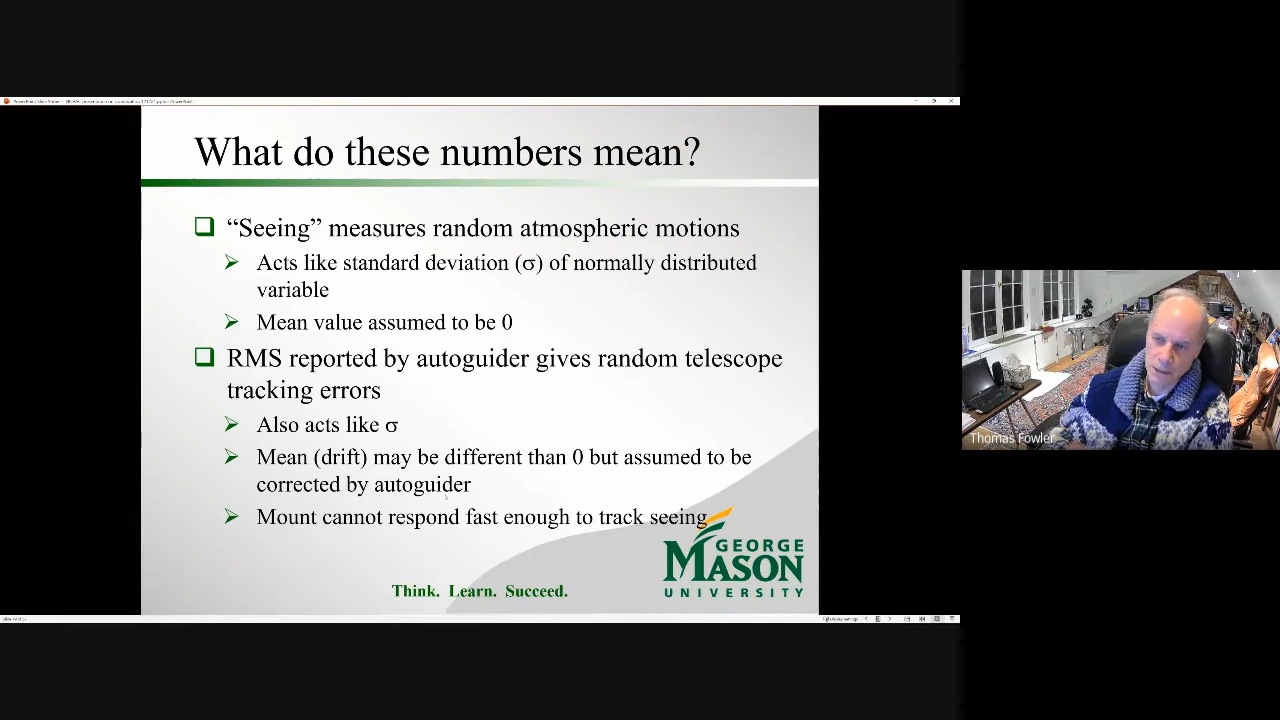 What do these numbers mean?
“Seeing” measures random atmospheric motions
Acts like standard deviation (σ) of normally distributed
variable
Mean value assumed to be 0
RMS reported by autoguider gives random telescope
tracking errors
Also acts like σ
Mean (drift) may be different than 0 but assumed to be
corrected by autoguider
Mount cannot respond fast enough to track seeing
GEORGE
MASON
UNIVERSITY
Think. Learn. Succeed.
Thomas Fowler